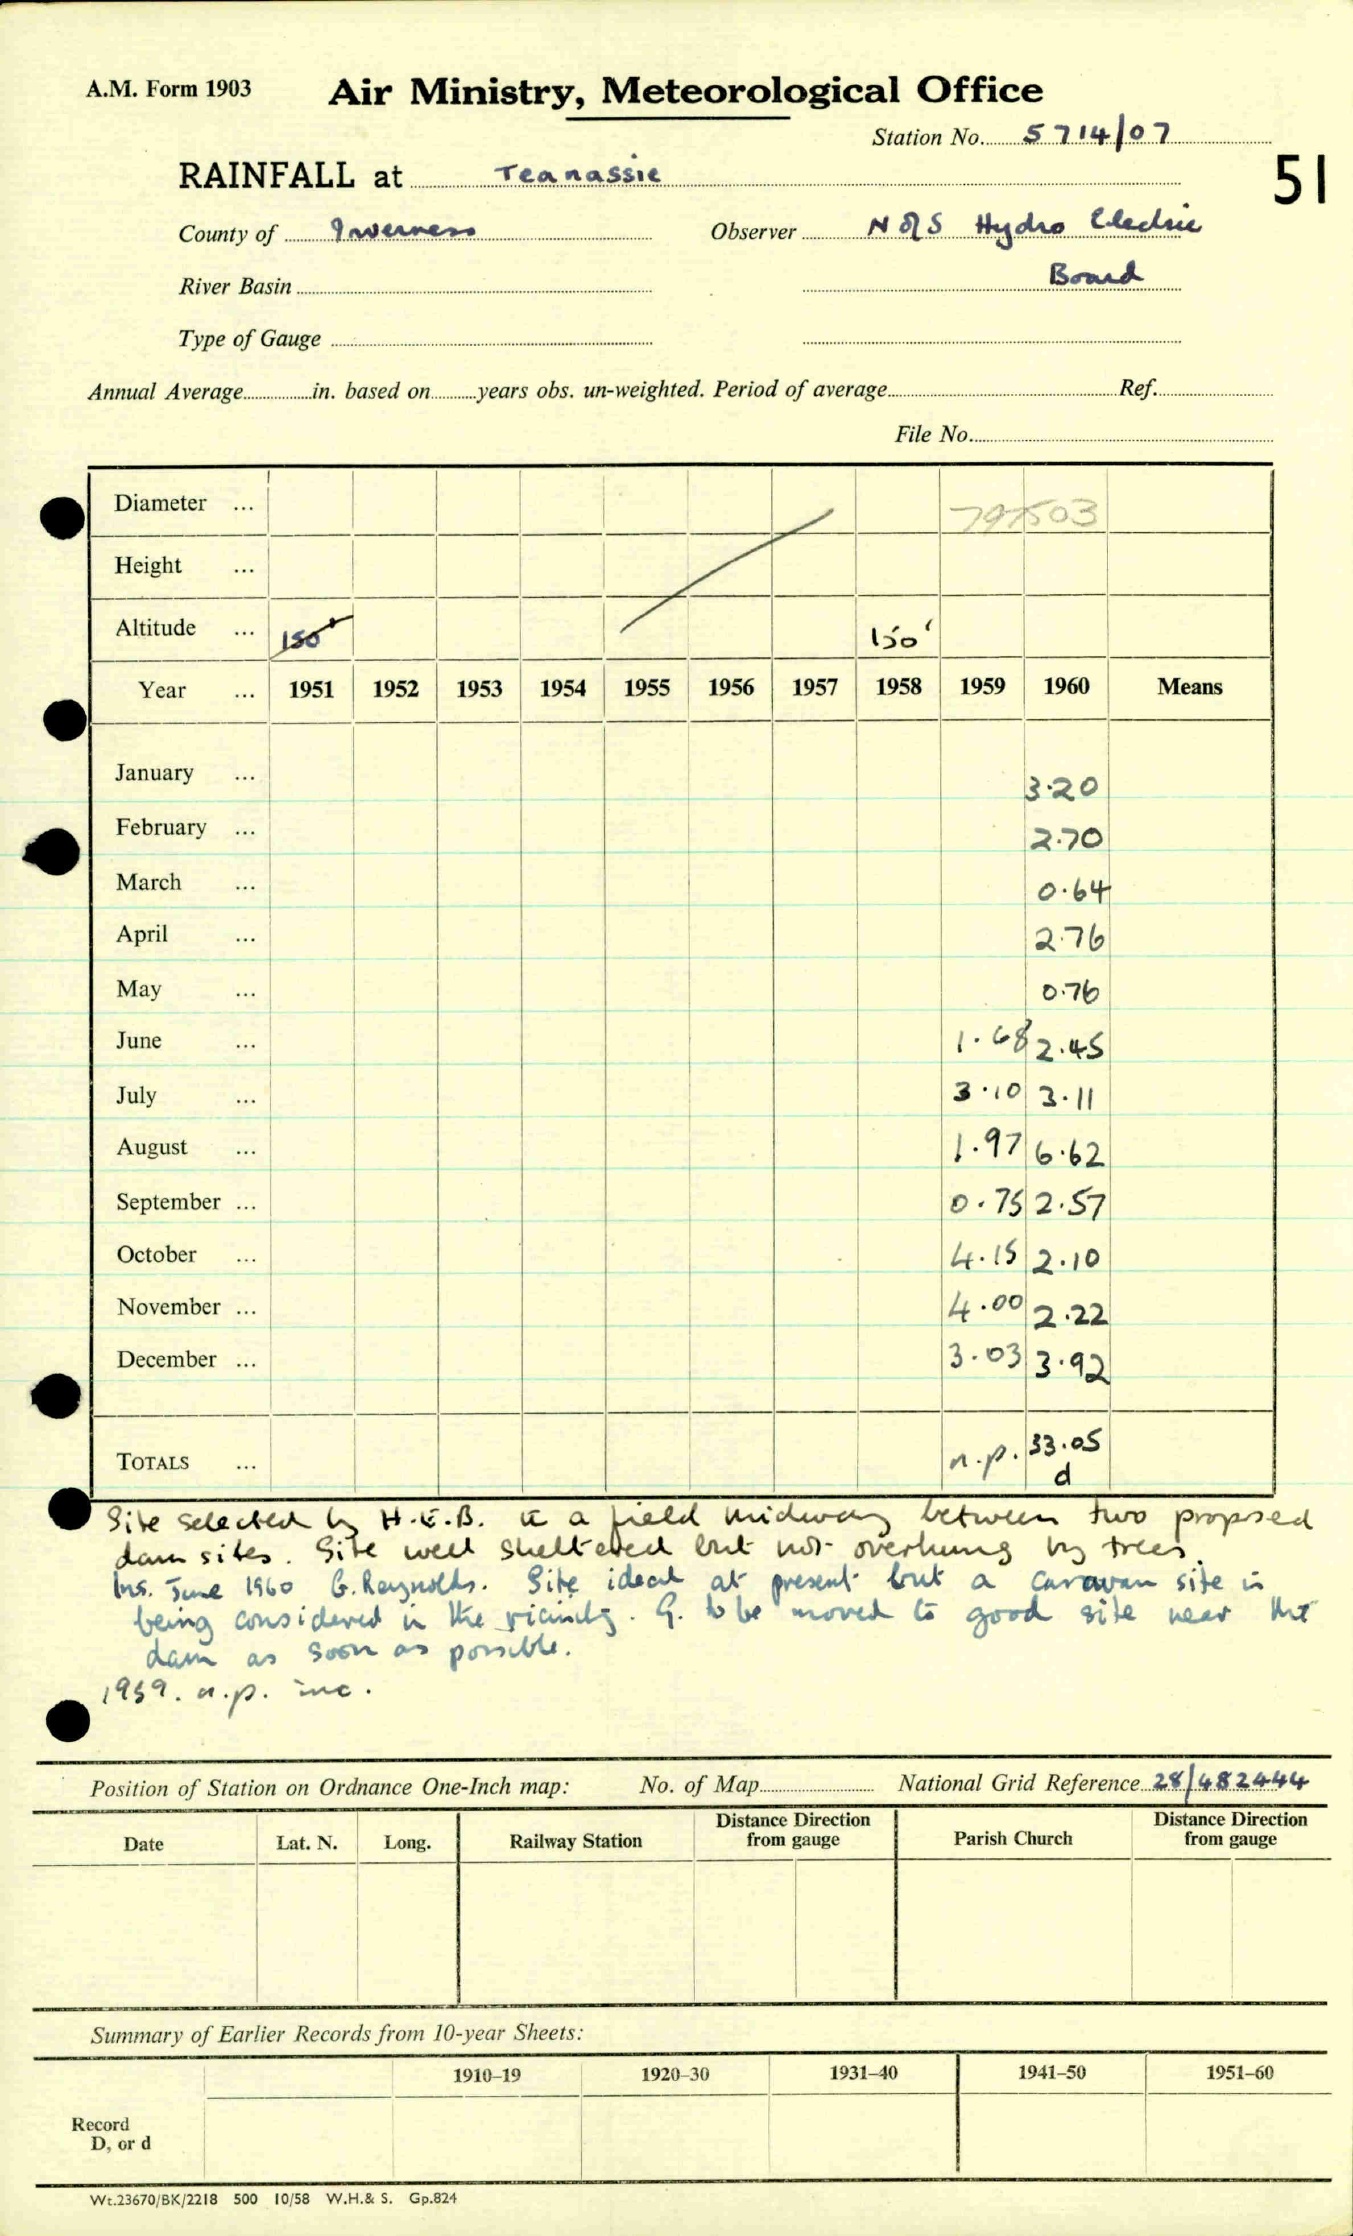 A.M. Form 1903 Air Ministry, Meteorological Office
Station No. 5714/07
RAINFALL at Teanassie 51
County of Inverness Observer N of S Hydro Electric
River Basin Board
Type of Gauge
Annual Average in. based on years obs. un-weighted. Period of average Ref.
File No.
Diameter ... 797503
Height ...
Altitude ... 150' 150'
Year ... 1951 1952 1953 1954 1955 1956 1957 1958 1959 1960 Means
January ... 3.20
February ... 2.70
March ... 0.64
April ... 2.76
May ... 0.76
June ... 1.68 2.45
July ... 3.10 3.11
August ... 1.97 6.62
September ... 0.75 2.57
October ... 4.15 2.10
November ... 4.00 2.22
December ... 3.03 3.92
TOTALS ... n.p. 33.05
d
Site selected by H.E.B. in a field midway between two proposed
dam sites. Site well sheltered but not overhung by trees.
Ins. June 1960 G. Reynolds. Site ideal at present but a caravan site is
being considered in the vicinity. G. to be moved to good site near the
dam as soon as possible.
1959. n.p. inc.
Position of Station on Ordnance One-Inch map: No. of Map National Grid Reference 28/482444
Date Lat. N. Long. Railway Station Distance Direction from gauge Parish Church Distance Direction from gauge
Summary of Earlier Records from 10-year Sheets:
1910–19 1920–30 1931–40 1941–50 1951–60
Record
D, or d
Wt.23670/BK/2218 500 10/58 W.H.& S. Gp.824